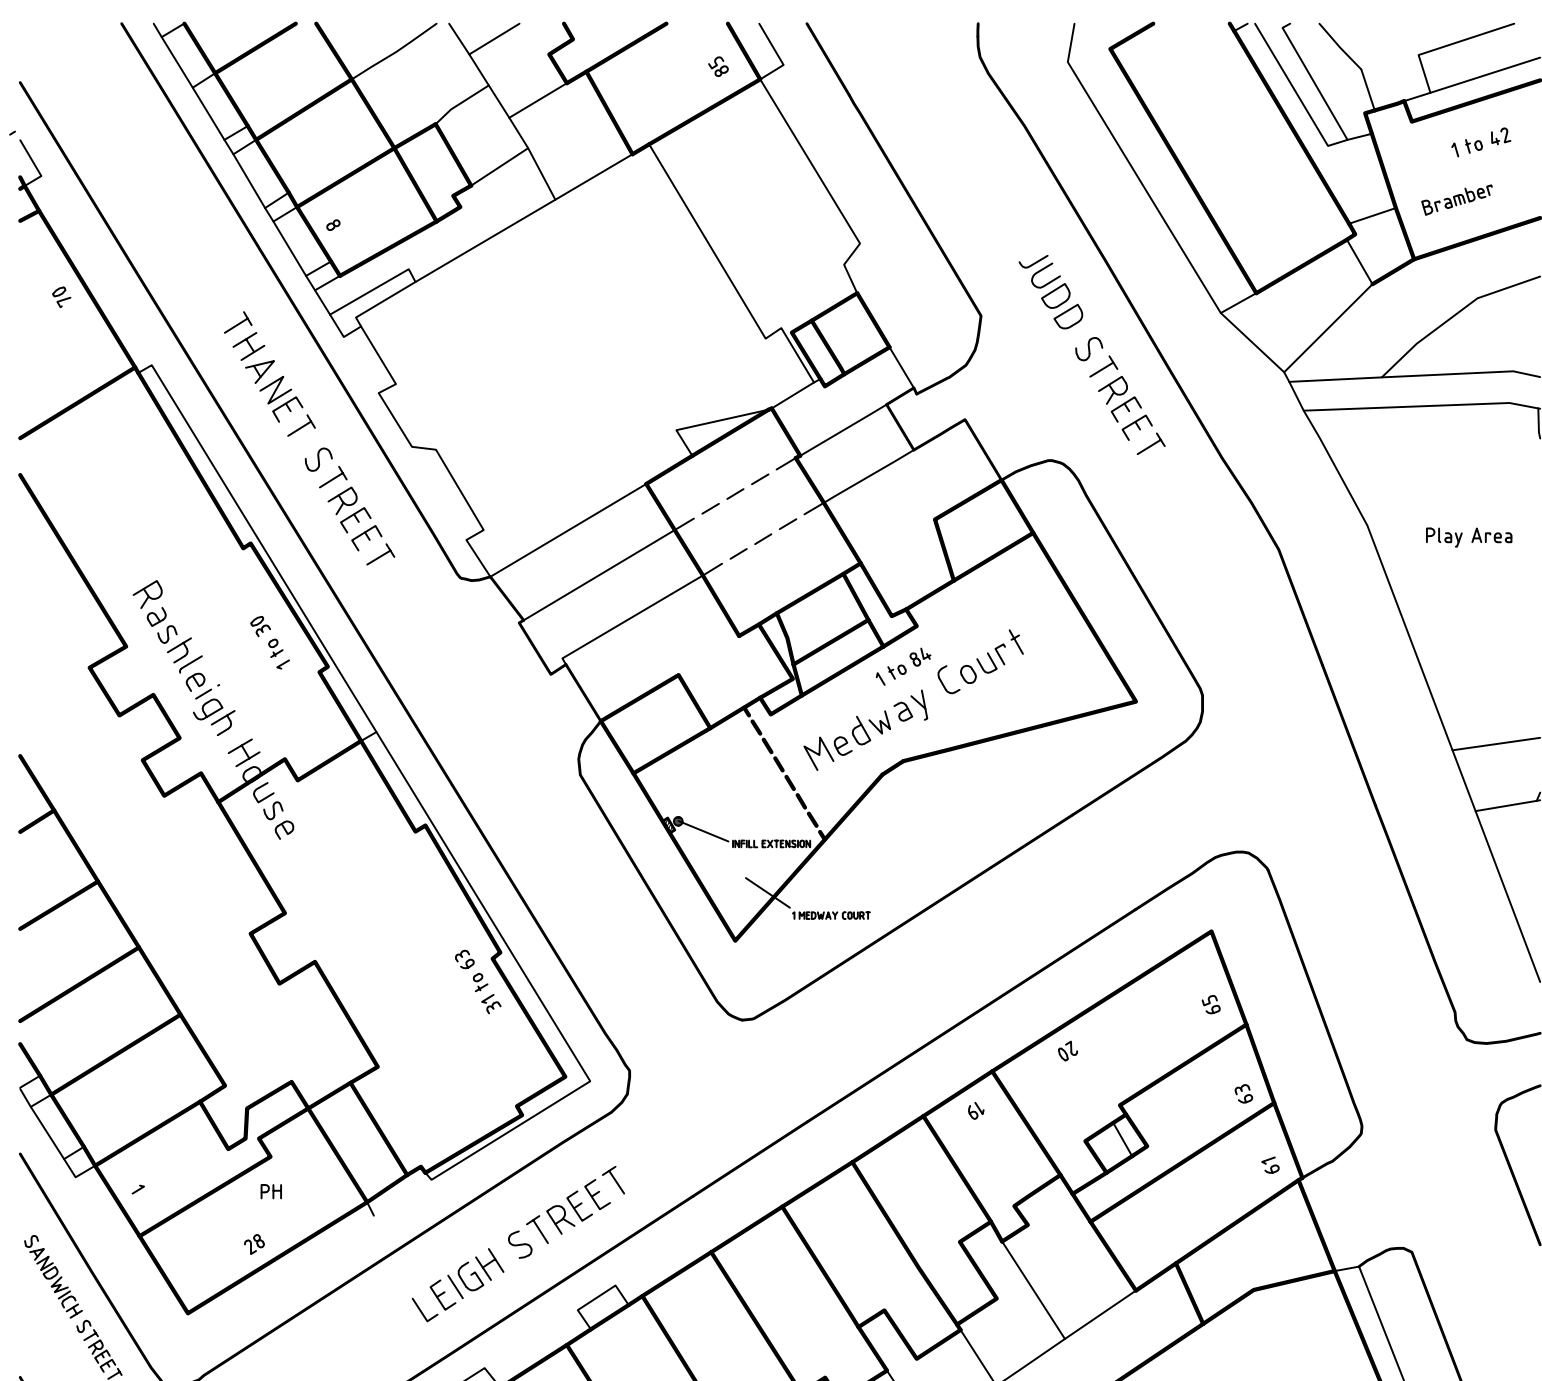 85
1 to 42
Bramber
8
70
THANET STREET
JUDD STREET
Play Area
Rashleigh House
1 to 30
1 to 84
Medway Court
INFILL EXTENSION
1 MEDWAY COURT
31 to 63
65
20
63
19
61
1
PH
28
LEIGH STREET
SANDWICH STREET